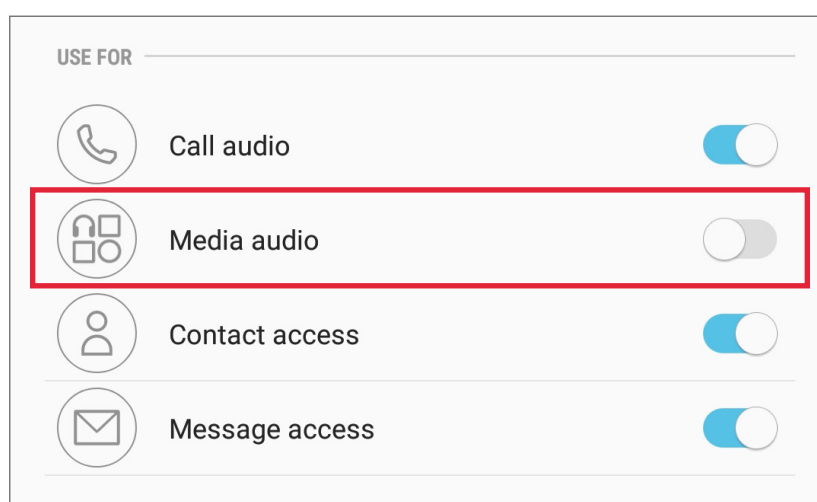 USE FOR
Call audio
Media audio
Contact access
Message access